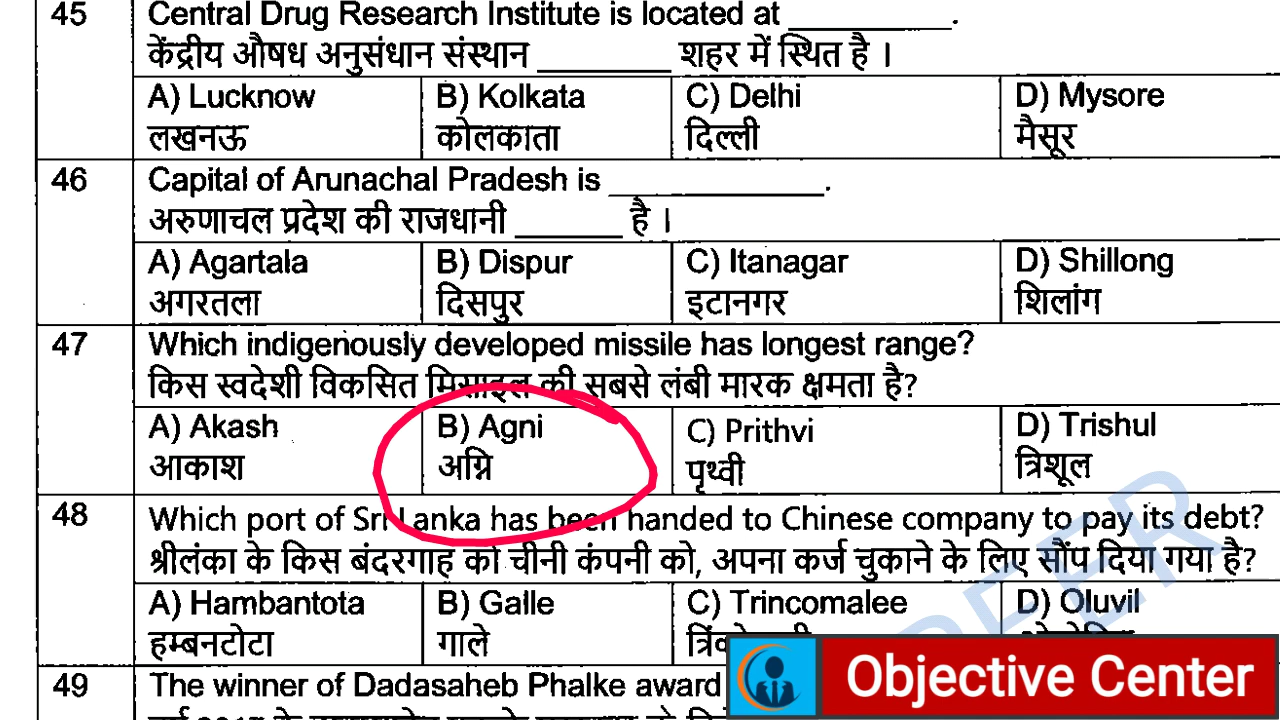 45 Central Drug Research Institute is located at __________.
केंद्रीय औषध अनुसंधान संस्थान ________ शहर में स्थित है ।
A) Lucknow B) Kolkata C) Delhi D) Mysore
लखनऊ कोलकाता दिल्ली मैसूर
46 Capital of Arunachal Pradesh is _____________.
अरुणाचल प्रदेश की राजधानी _______ है ।
A) Agartala B) Dispur C) Itanagar D) Shillong
अगरतला दिसपुर इटानगर शिलांग
47 Which indigenously developed missile has longest range?
किस स्वदेशी विकसित मिसाइल की सबसे लंबी मारक क्षमता है?
A) Akash B) Agni C) Prithvi D) Trishul
आकाश अग्नि पृथ्वी त्रिशूल
48 Which port of Sri Lanka has been handed to Chinese company to pay its debt?
श्रीलंका के किस बंदरगाह को चीनी कंपनी को, अपना कर्ज चुकाने के लिए सौंप दिया गया है?
A) Hambantota B) Galle C) Trincomalee D) Oluvil
हम्बनटोटा गाले
49 The winner of Dadasaheb Phalke award
Objective Center